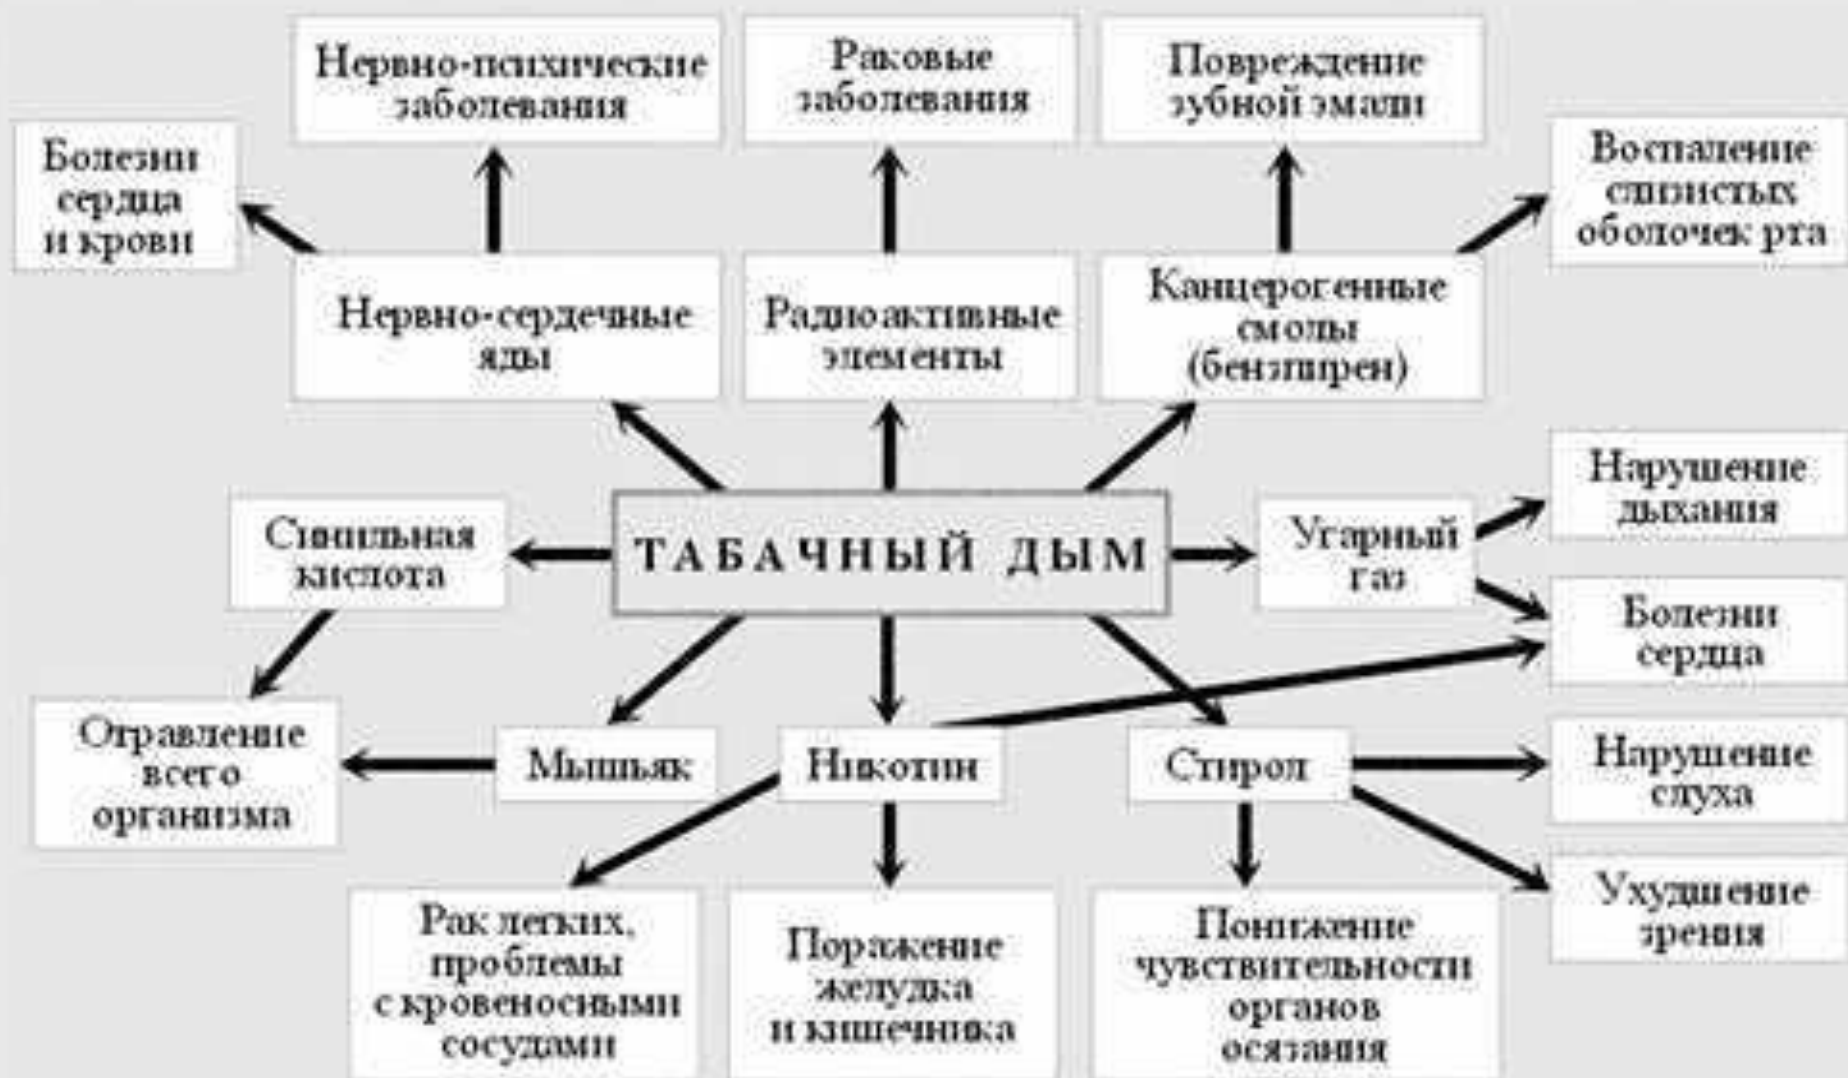 Нервно-психические
заболевания
Раковые
заболевания
Повреждение
зубной эмали
Болезни
сердца
и крови
Воспаление
слизистых
оболочек рта
Нервно-сердечные
яды
Радиоактивные
элементы
Канцерогенные
смолы
(бензпирен)
Синильная
кислота
ТАБАЧНЫЙ ДЫМ
Угарный
газ
Нарушение
дыхания
Болезни
сердца
Отравление
всего
организма
Мышьяк
Никотин
Стирол
Нарушение
слуха
Рак легких,
проблемы
с кровеносными
сосудами
Поражение
желудка
и кишечника
Понижение
чувствительности
органов
осязания
Ухудшение
зрения